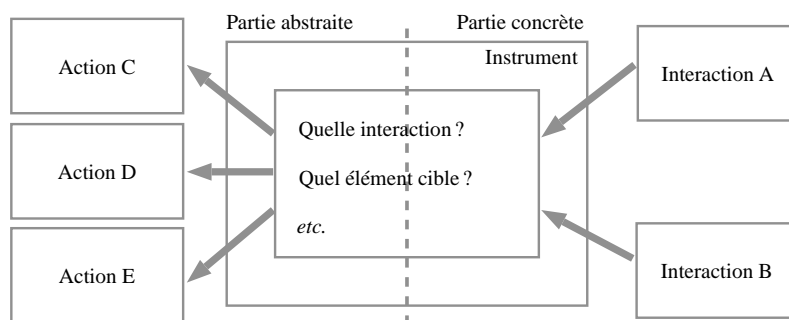 Partie abstraite
Partie concrète
Instrument
Action C
Action D
Action E
Quelle interaction ?
Quel élément cible ?
etc.
Interaction A
Interaction B